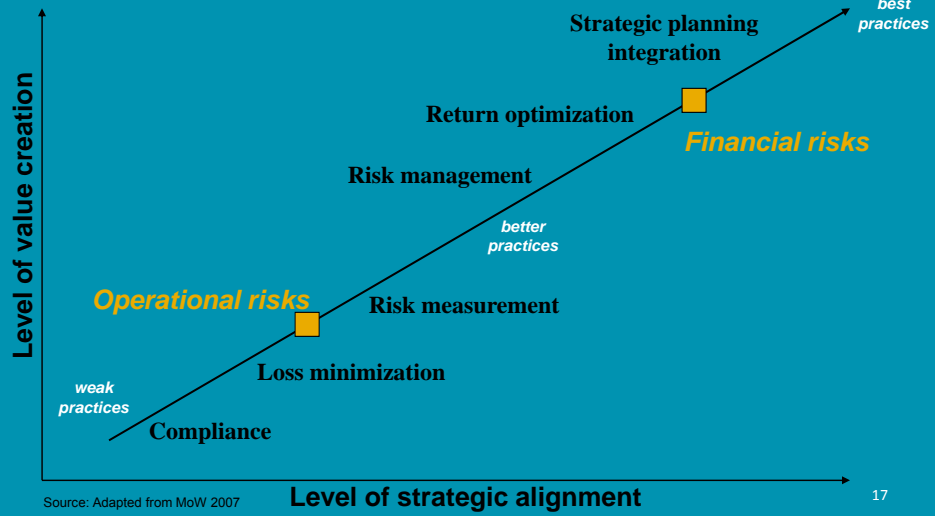 best
practices
Strategic planning
integration
Return optimization
Financial risks
Risk management
better
practices
Level of value creation
Operational risks
Risk measurement
Loss minimization
weak
practices
Compliance
Source: Adapted from MoW 2007
Level of strategic alignment
17